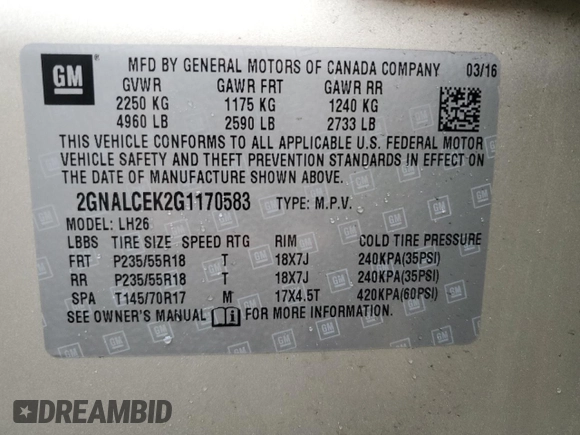 GM
MFD BY GENERAL MOTORS OF CANADA COMPANY 03/16
GVWR GAWR FRT GAWR RR
2250 KG 1175 KG 1240 KG
4960 LB 2590 LB 2733 LB
THIS VEHICLE CONFORMS TO ALL APPLICABLE U.S. FEDERAL MOTOR
VEHICLE SAFETY AND THEFT PREVENTION STANDARDS IN EFFECT ON
THE DATE OF MANUFACTURE SHOWN ABOVE.
2GNALCEK2G1170583 TYPE: M.P.V.
MODEL: LH26
LBBS TIRE SIZE SPEED RTG RIM COLD TIRE PRESSURE
FRT P235/55R18 T 18X7J 240KPA(35PSI)
RR P235/55R18 T 18X7J 240KPA(35PSI)
SPA T145/70R17 M 17X4.5T 420KPA(60PSI)
SEE OWNER'S MANUAL FOR MORE INFORMATION.
DREAMBID